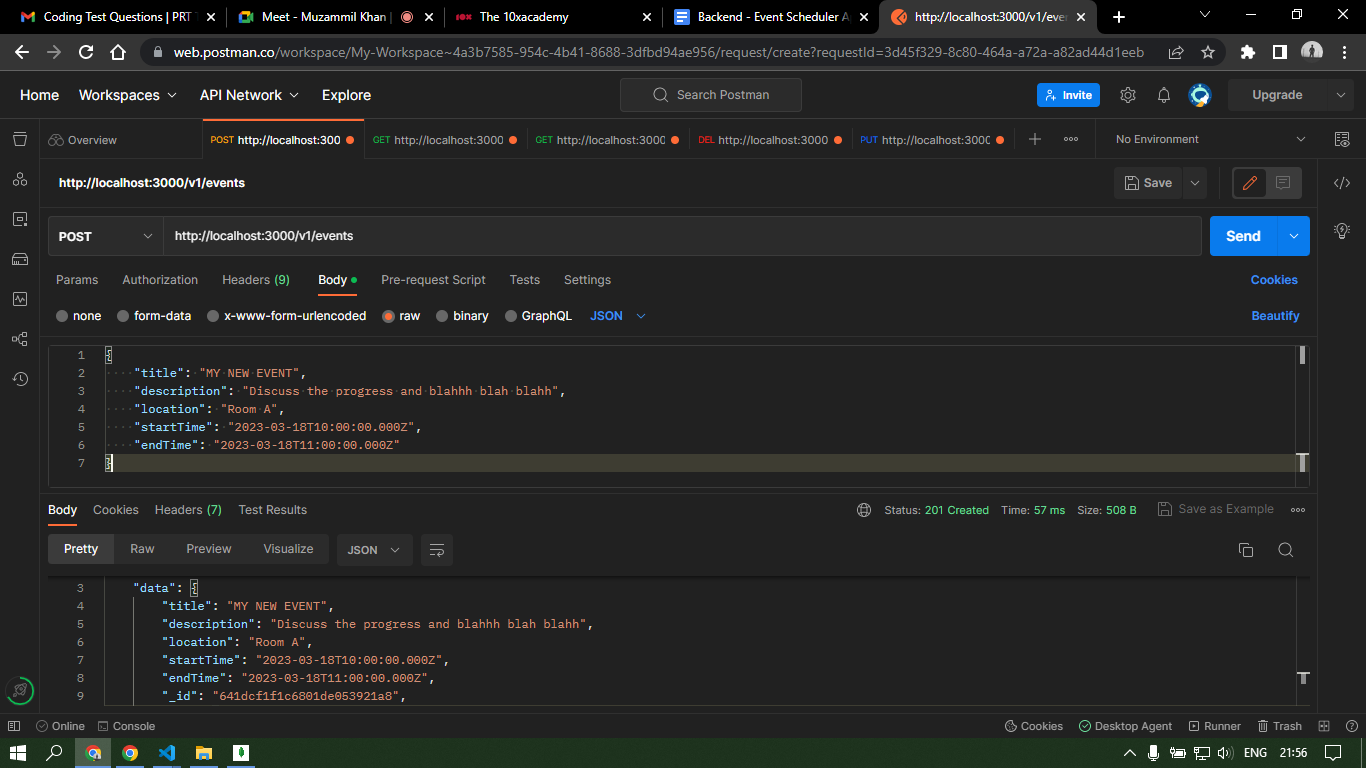 Coding Test Questions | PRT
Meet - Muzammil Khan |
The 10xacademy
Backend - Event Scheduler A
http://localhost:3000/v1/eve
web.postman.co/workspace/My-Workspace~4a3b7585-954c-4b41-8688-3dfbd94ae956/request/create?requestId=3d45f329-8c80-464a-a72a-a82ad44d1eeb
Home
Workspaces
API Network
Explore
Search Postman
Invite
Upgrade
Overview
POST http://localhost:300
GET http://localhost:3000
GET http://localhost:3000
DEL http://localhost:3000
PUT http://localhost:3000
No Environment
http://localhost:3000/v1/events
Save
POST
http://localhost:3000/v1/events
Send
Params
Authorization
Headers (9)
Body
Pre-request Script
Tests
Settings
Cookies
none
form-data
x-www-form-urlencoded
raw
binary
GraphQL
JSON
Beautify
1 {
2 "title": "MY NEW EVENT",
3 "description": "Discuss the progress and blahhh blah blahh",
4 "location": "Room A",
5 "startTime": "2023-03-18T10:00:00.000Z",
6 "endTime": "2023-03-18T11:00:00.000Z"
7 }
Body
Cookies
Headers (7)
Test Results
Status: 201 Created
Time: 57 ms
Size: 508 B
Save as Example
Pretty
Raw
Preview
Visualize
JSON
3 "data": {
4 "title": "MY NEW EVENT",
5 "description": "Discuss the progress and blahhh blah blahh",
6 "location": "Room A",
7 "startTime": "2023-03-18T10:00:00.000Z",
8 "endTime": "2023-03-18T11:00:00.000Z",
9 "_id": "641dcf1f1c6801de053921a8",
Online
Console
Cookies
Desktop Agent
Runner
Trash
ENG
21:56